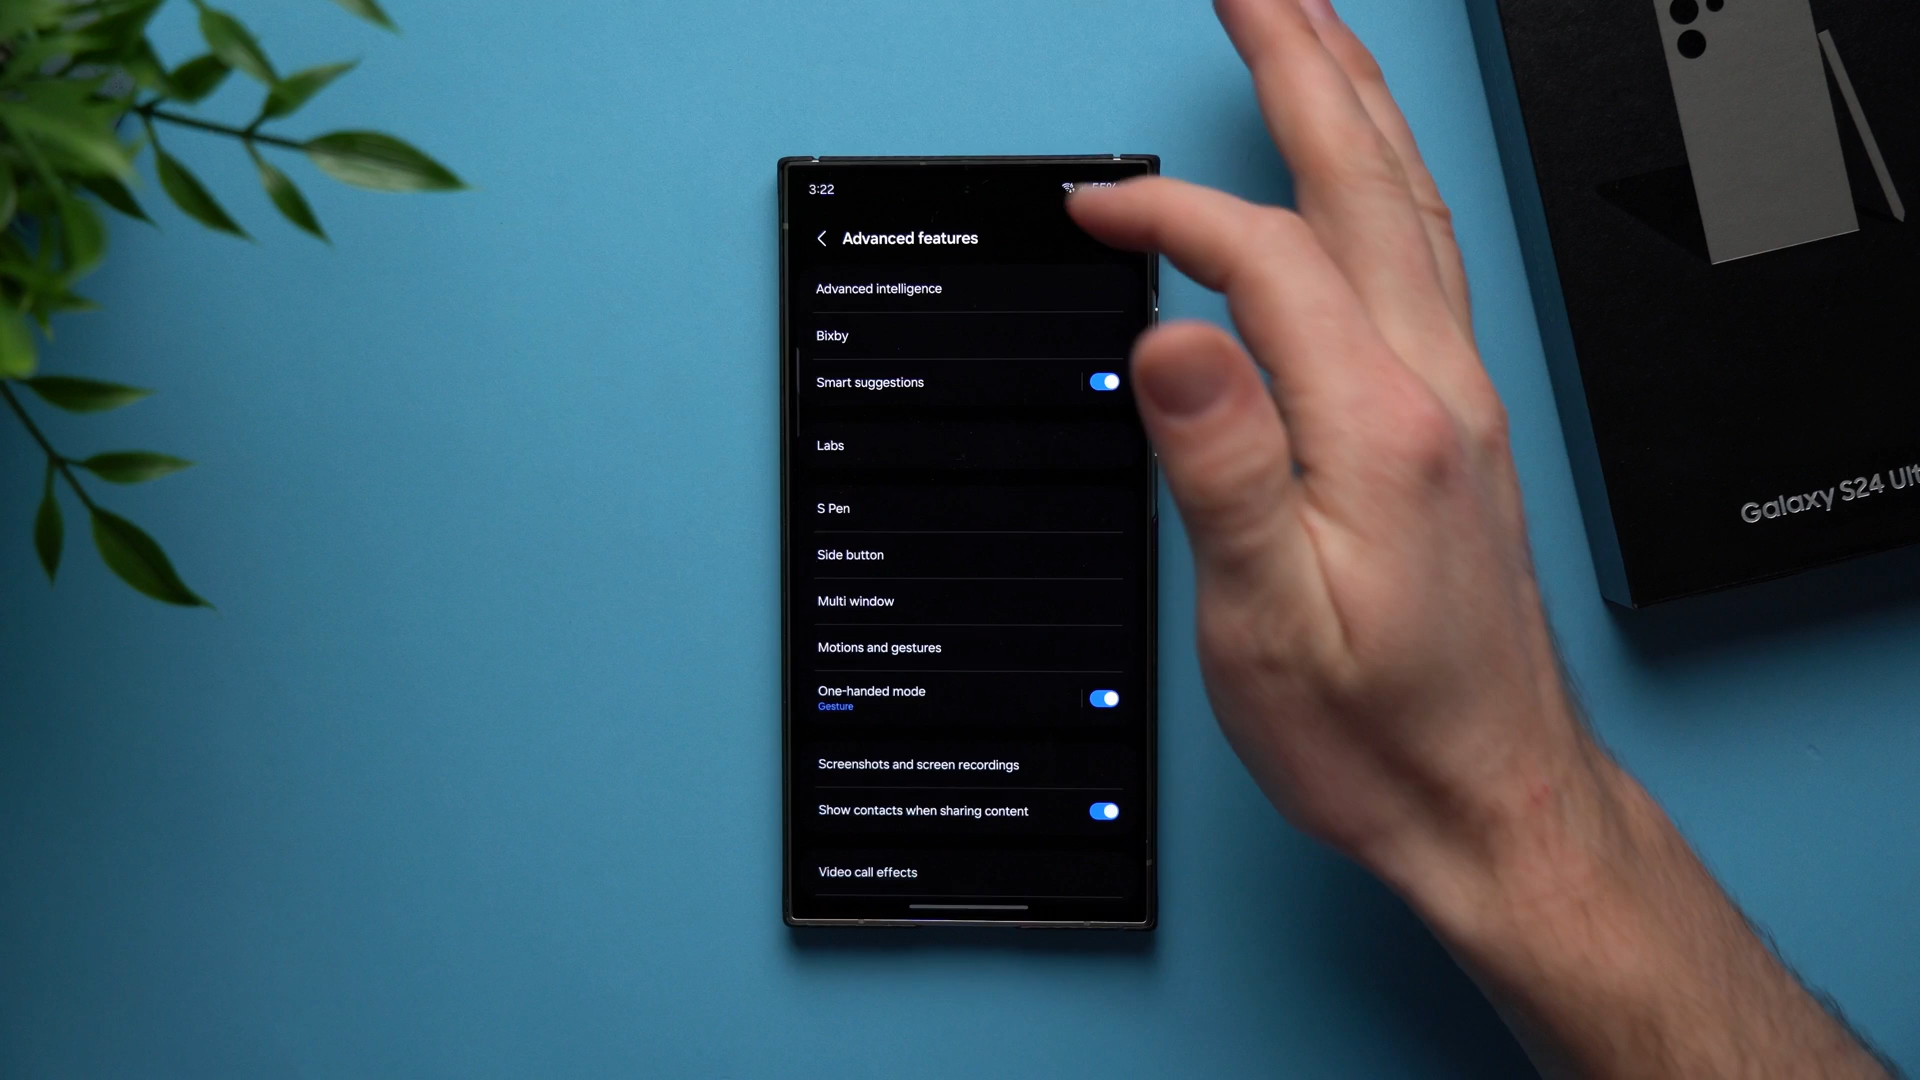 3:22
55%
Advanced features
Advanced intelligence
Bixby
Smart suggestions
Labs
S Pen
Side button
Multi window
Motions and gestures
One-handed mode
Gesture
Screenshots and screen recordings
Show contacts when sharing content
Video call effects
Galaxy S24 Ult